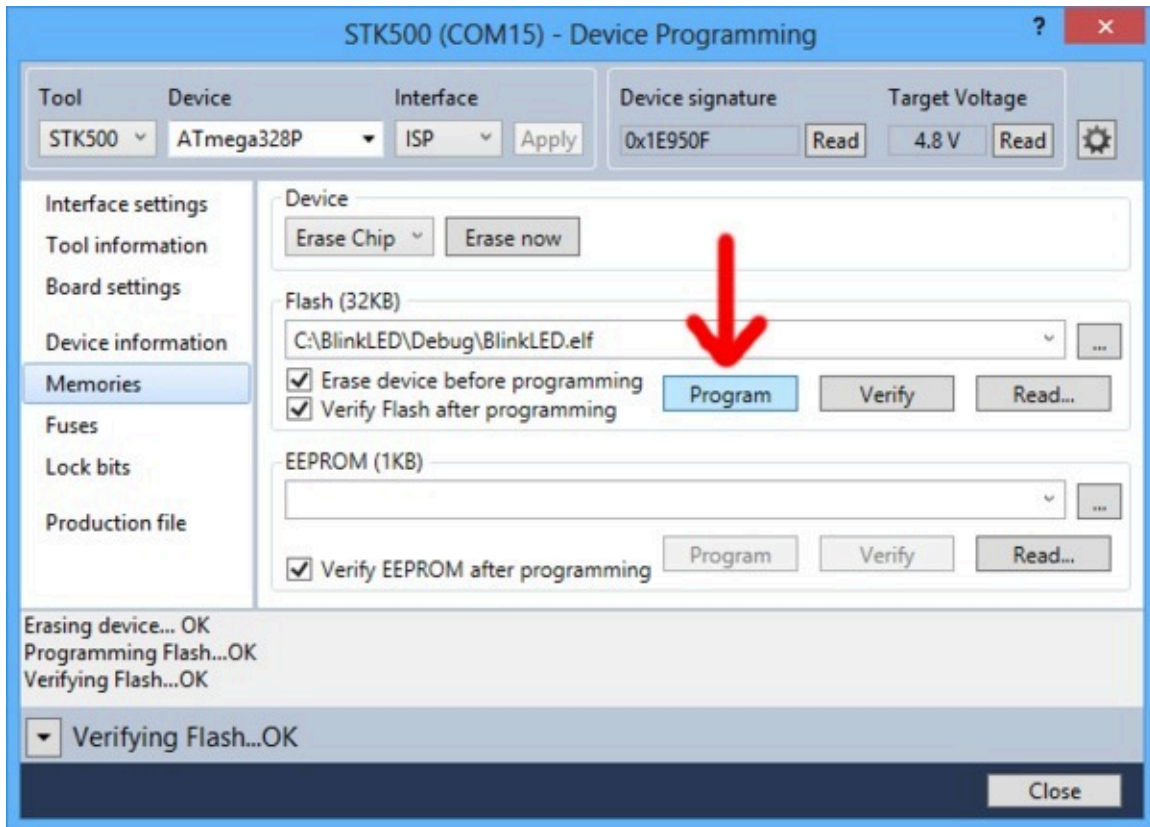 STK500 (COM15) - Device Programming
?
Tool Device Interface Device signature Target Voltage
STK500 ATmega328P ISP Apply 0x1E950F Read 4.8 V Read
Interface settings
Tool information
Board settings
Device information
Memories
Fuses
Lock bits
Production file
Device
Erase Chip Erase now
Flash (32KB)
C:\BlinkLED\Debug\BlinkLED.elf ...
Erase device before programming
Verify Flash after programming
Program Verify Read...
EEPROM (1KB)
...
Verify EEPROM after programming
Program Verify Read...
Erasing device... OK
Programming Flash...OK
Verifying Flash...OK
Verifying Flash...OK
Close